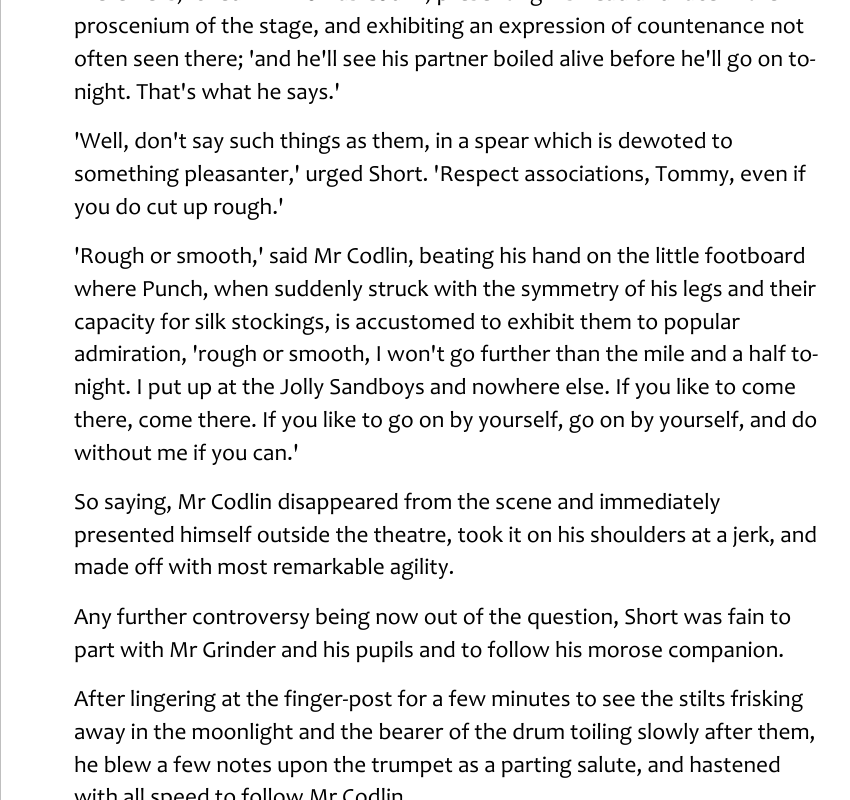 proscenium of the stage, and exhibiting an expression of countenance not
often seen there; 'and he'll see his partner boiled alive before he'll go on to-
night. That's what he says.'
'Well, don't say such things as them, in a spear which is dewoted to
something pleasanter,' urged Short. 'Respect associations, Tommy, even if
you do cut up rough.'
'Rough or smooth,' said Mr Codlin, beating his hand on the little footboard
where Punch, when suddenly struck with the symmetry of his legs and their
capacity for silk stockings, is accustomed to exhibit them to popular
admiration, 'rough or smooth, I won't go further than the mile and a half to-
night. I put up at the Jolly Sandboys and nowhere else. If you like to come
there, come there. If you like to go on by yourself, go on by yourself, and do
without me if you can.'
So saying, Mr Codlin disappeared from the scene and immediately
presented himself outside the theatre, took it on his shoulders at a jerk, and
made off with most remarkable agility.
Any further controversy being now out of the question, Short was fain to
part with Mr Grinder and his pupils and to follow his morose companion.
After lingering at the finger-post for a few minutes to see the stilts frisking
away in the moonlight and the bearer of the drum toiling slowly after them,
he blew a few notes upon the trumpet as a parting salute, and hastened
with all speed to follow Mr Codlin